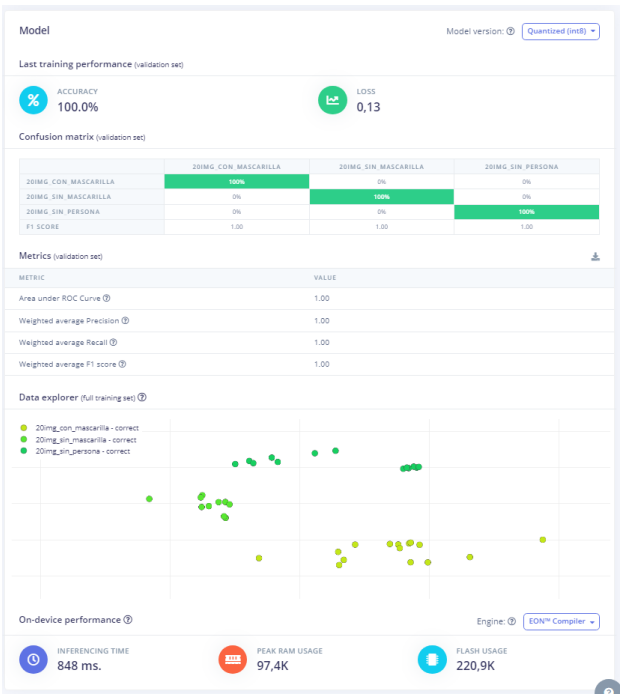 Model
Model version: Quantized (int8)
Last training performance (validation set)
ACCURACY
100.0%
LOSS
0,13
Confusion matrix (validation set)
20IMG_CON_MASCARILLA 20IMG_SIN_MASCARILLA 20IMG_SIN_PERSONA
20IMG_CON_MASCARILLA 100% 0% 0%
20IMG_SIN_MASCARILLA 0% 100% 0%
20IMG_SIN_PERSONA 0% 0% 100%
F1 SCORE 1.00 1.00 1.00
Metrics (validation set)
METRIC VALUE
Area under ROC Curve 1.00
Weighted average Precision 1.00
Weighted average Recall 1.00
Weighted average F1 score 1.00
Data explorer (full training set)
20img_con_mascarilla - correct
20img_sin_mascarilla - correct
20img_sin_persona - correct
On-device performance
Engine: EON™ Compiler
INFERENCING TIME
848 ms.
PEAK RAM USAGE
97,4K
FLASH USAGE
220,9K